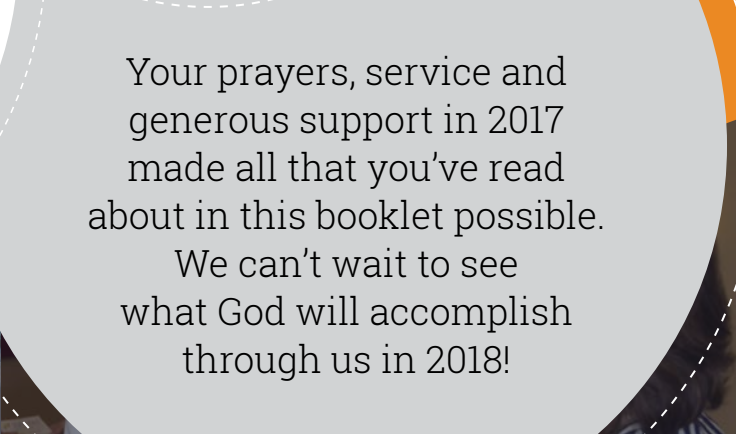 Your prayers, service and
generous support in 2017
made all that you’ve read
about in this booklet possible.
We can’t wait to see
what God will accomplish
through us in 2018!